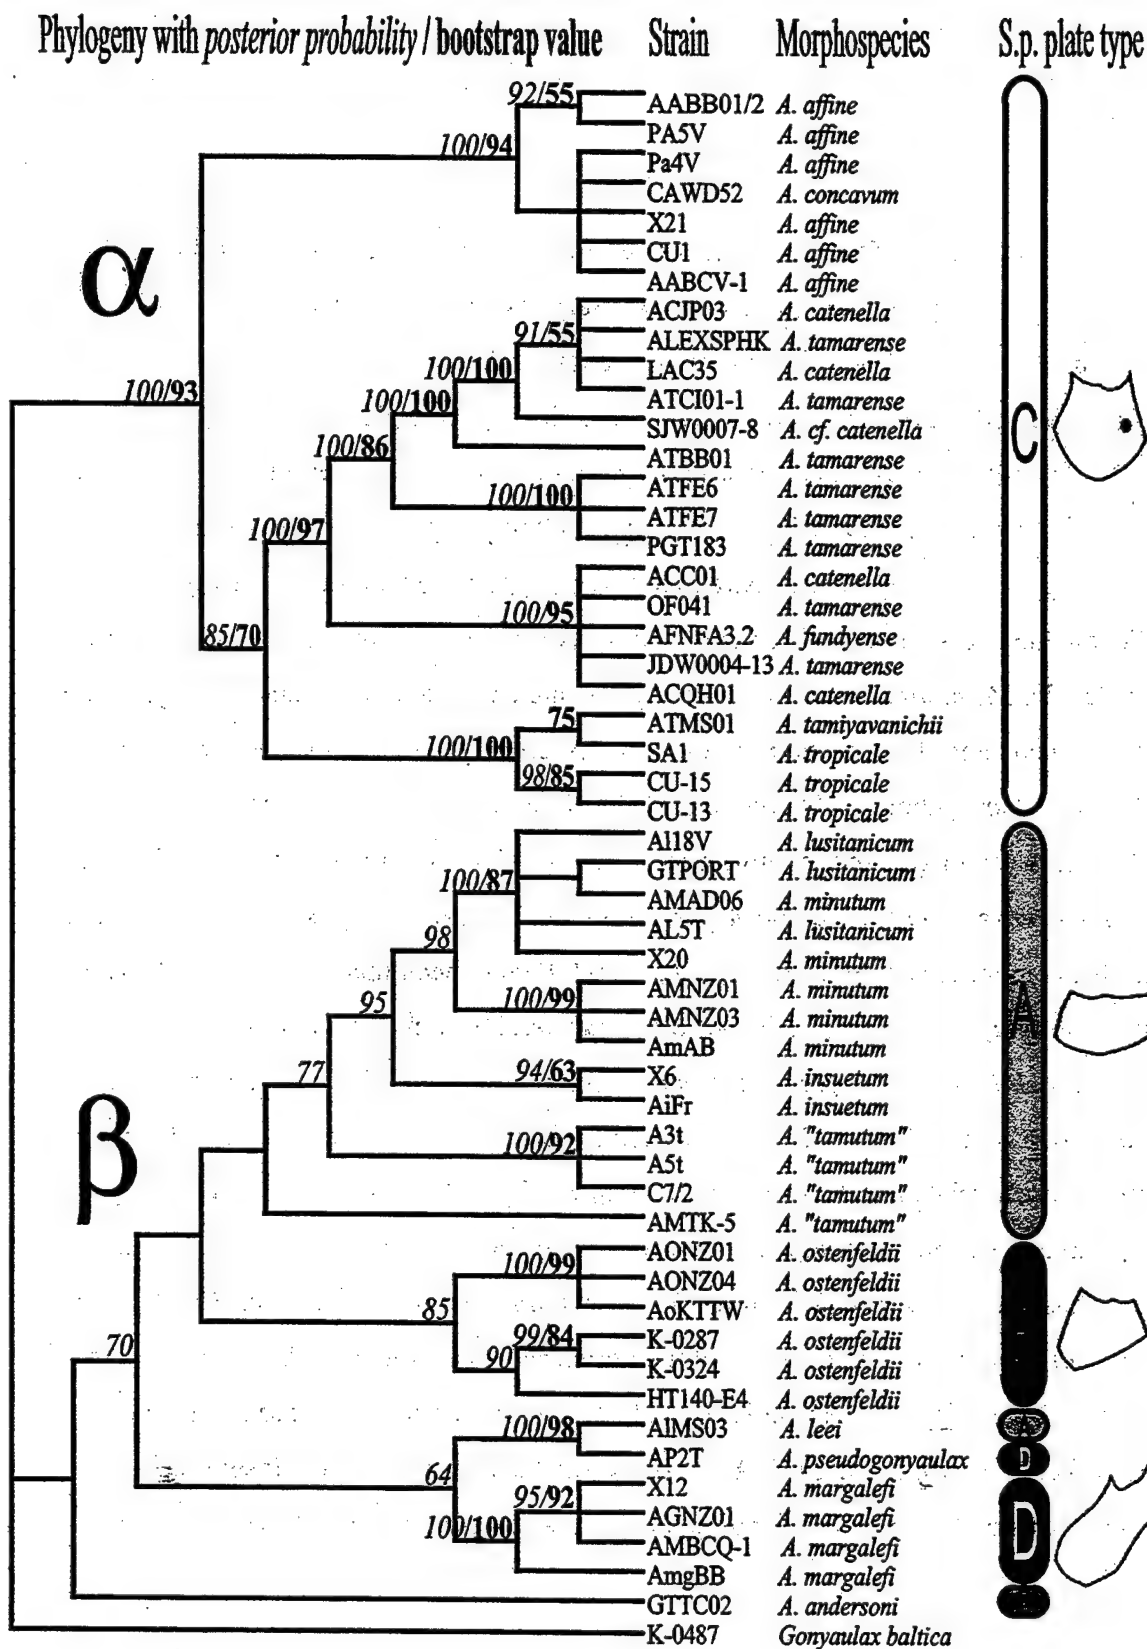 Phylogeny with posterior probability / bootstrap value Strain Morphospecies S.p. plate type
92/55 AABB01/2 A. affine
PA5V A. affine
100/94 Pa4V A. affine
CAWD52 A. concavum
X21 A. affine
CU1 A. affine
α AABCV-1 A. affine
ACJP03 A. catenella
91/55 ALEXSPHK A. tamarense
100/100 LAC35 A. catenella
100/93 100/100 ATCI01-1 A. tamarense
SJW0007-8 A. cf. catenella C
100/86 ATBB01 A. tamarense
100/100 ATFE6 A. tamarense
ATFE7 A. tamarense
100/97 PGT183 A. tamarense
ACC01 A. catenella
100/95 OF041 A. tamarense
85/70 AFNFA3.2 A. fundyense
JDW0004-13 A. tamarense
ACQH01 A. catenella
75 ATMS01 A. tamiyavanichii
100/100 SA1 A. tropicale
98/85 CU-15 A. tropicale
CU-13 A. tropicale
Al18V A. lusitanicum
100/87 GTPORT A. lusitanicum
AMAD06 A. minutum
98 AL5T A. lusitanicum
X20 A. minutum
95 100/99 AMNZ01 A. minutum A
AMNZ03 A. minutum
AmAB A. minutum
77 94/63 X6 A. insuetum
AiFr A. insuetum
β 100/92 A3t A. "tamutum"
A5t A. "tamutum"
C7/2 A. "tamutum"
AMTK-5 A. "tamutum"
100/99 AONZ01 A. ostenfeldii
AONZ04 A. ostenfeldii
85 AoKTTW A. ostenfeldii
70 99/84 K-0287 A. ostenfeldii
90 K-0324 A. ostenfeldii
HT140-E4 A. ostenfeldii
100/98 AlMS03 A. leei A
AP2T A. pseudogonyaulax D
64 X12 A. margalefi
95/92 AGNZ01 A. margalefi D
100/100 AMBCQ-1 A. margalefi
AmgBB A. margalefi
GTTC02 A. andersoni
K-0487 Gonyaulax baltica